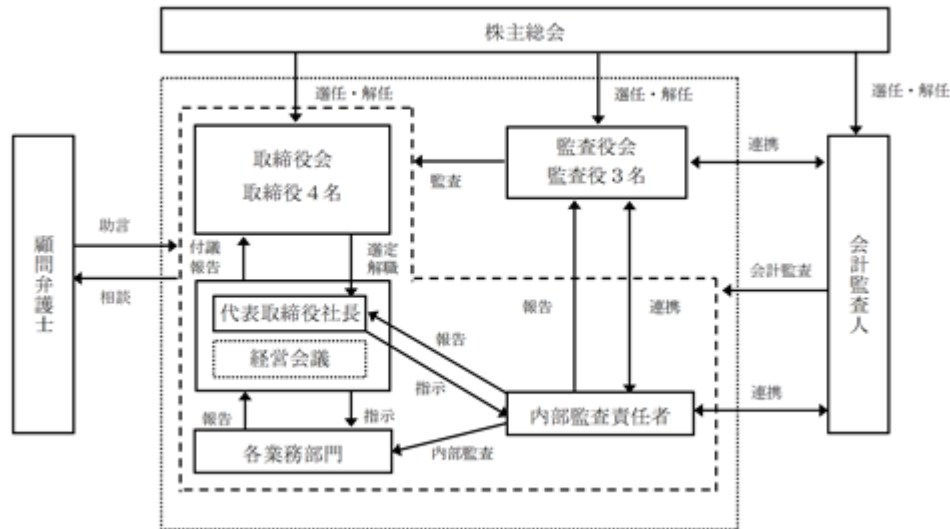 株主総会
選任・解任
選任・解任
選任・解任
取締役会
取締役4名
監査役会
監査役3名
監査
連携
顧問弁護士
助言
相談
付議
報告
選定
解職
会計監査
会計監査人
代表取締役社長
経営会議
報告
連携
報告
指示
報告
指示
内部監査責任者
連携
各業務部門
内部監査